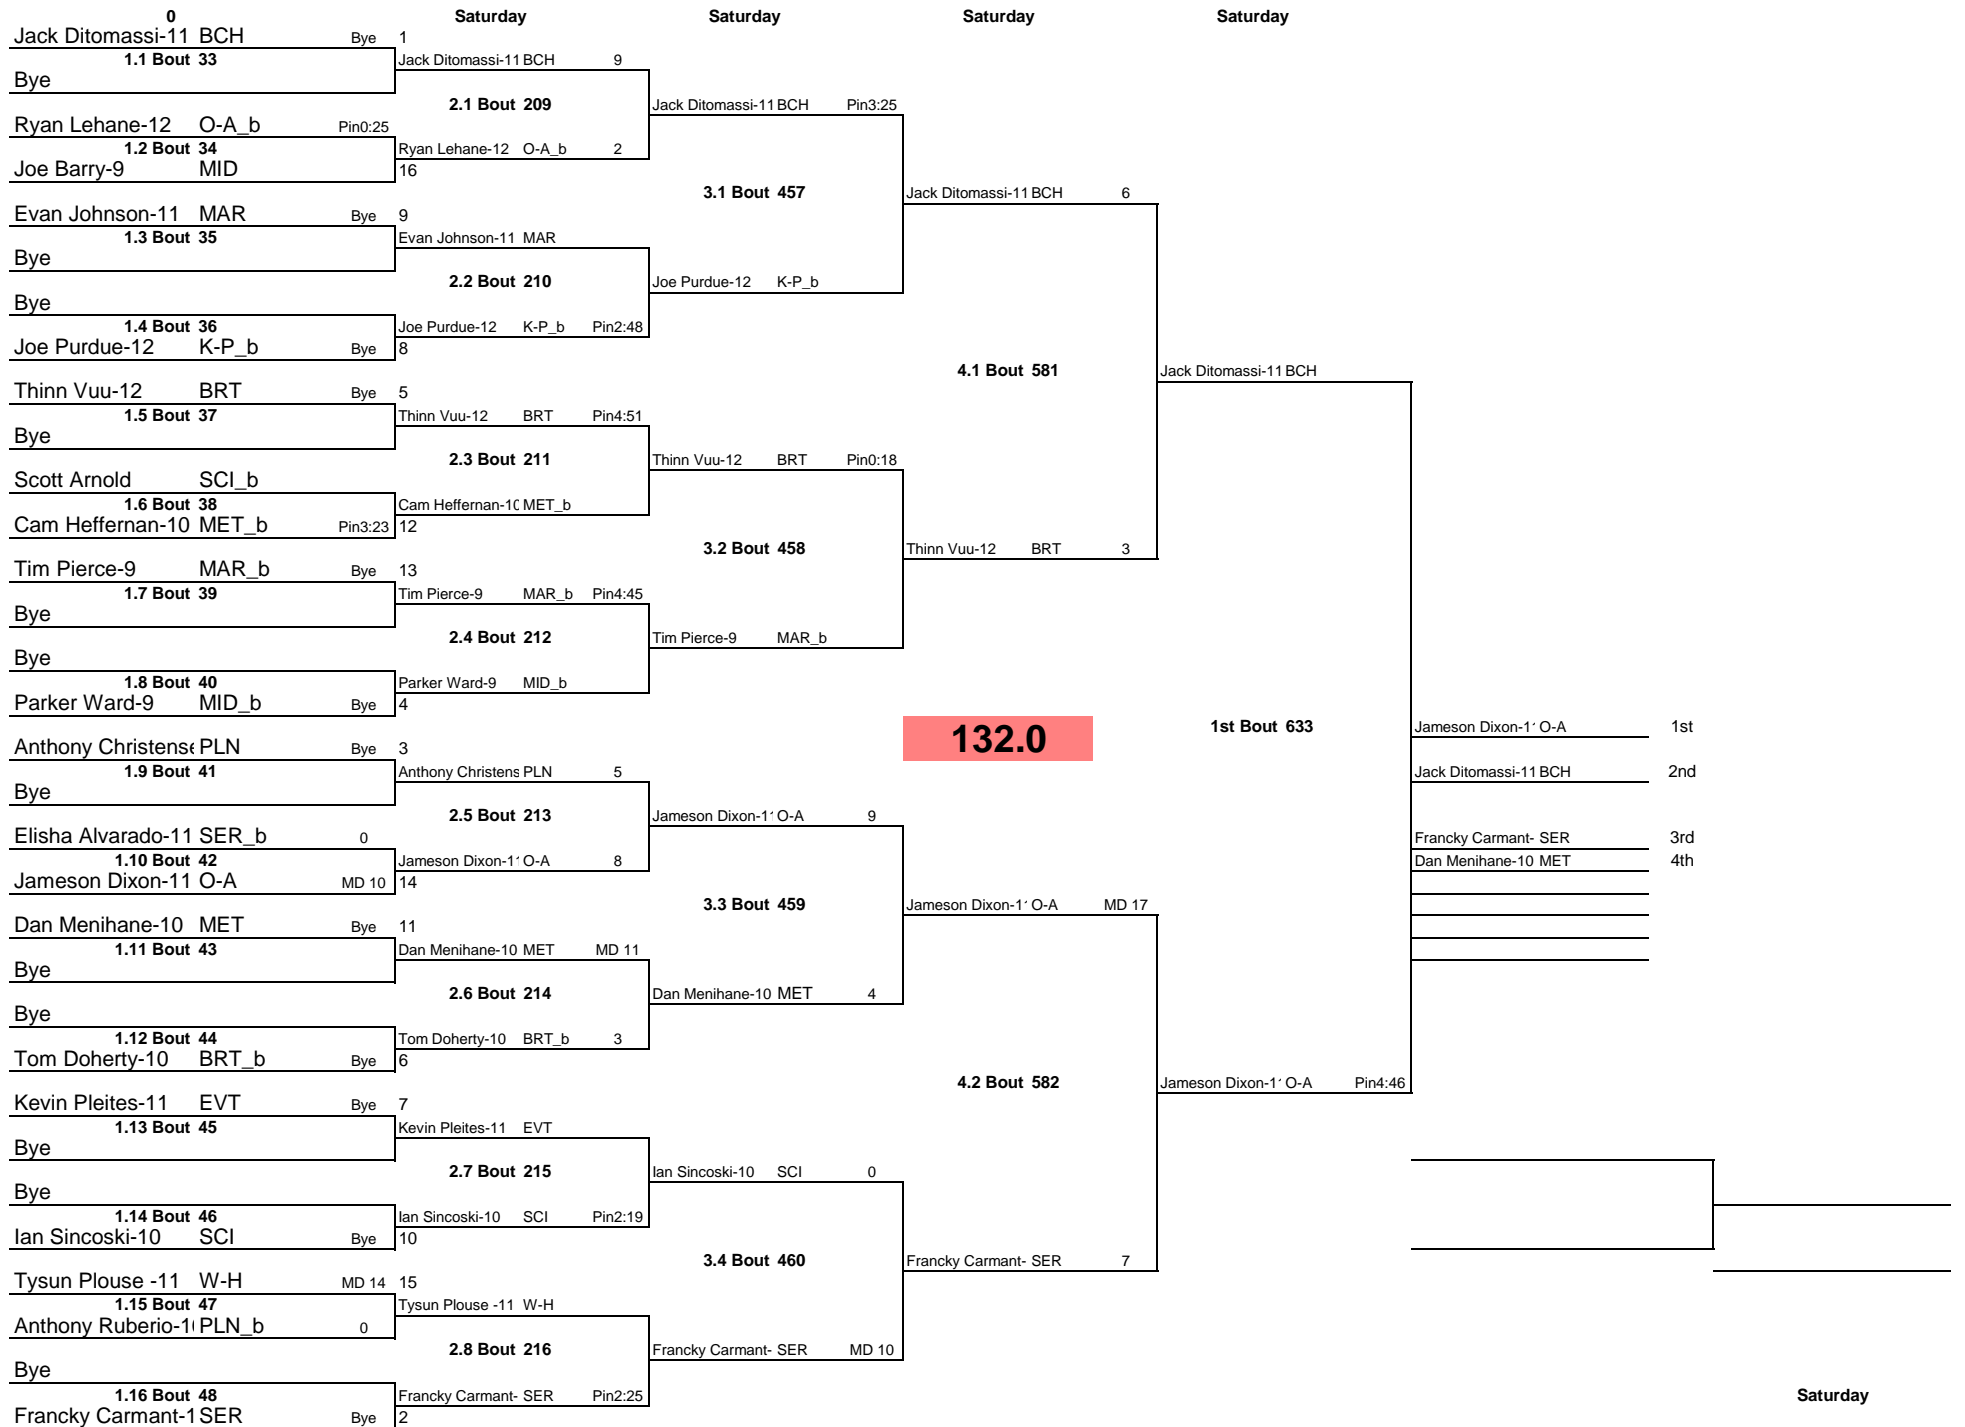 0 Saturday Saturday Saturday Saturday
Jack Ditomassi-11 BCH Bye 1
1.1 Bout 33 Jack Ditomassi-11 BCH 9
Bye
2.1 Bout 209 Jack Ditomassi-11 BCH Pin3:25
Ryan Lehane-12 O-A_b Pin0:25
1.2 Bout 34 Ryan Lehane-12 O-A_b 2
Joe Barry-9 MID 16
3.1 Bout 457 Jack Ditomassi-11 BCH 6
Evan Johnson-11 MAR Bye 9
1.3 Bout 35 Evan Johnson-11 MAR
Bye
2.2 Bout 210 Joe Purdue-12 K-P_b
Bye
1.4 Bout 36 Joe Purdue-12 K-P_b Pin2:48
Joe Purdue-12 K-P_b Bye 8
4.1 Bout 581 Jack Ditomassi-11 BCH
Thinn Vuu-12 BRT Bye 5
1.5 Bout 37 Thinn Vuu-12 BRT Pin4:51
Bye
2.3 Bout 211 Thinn Vuu-12 BRT Pin0:18
Scott Arnold SCI_b
1.6 Bout 38 Cam Heffernan-10 MET_b
Cam Heffernan-10 MET_b Pin3:23 12
3.2 Bout 458 Thinn Vuu-12 BRT 3
Tim Pierce-9 MAR_b Bye 13
1.7 Bout 39 Tim Pierce-9 MAR_b Pin4:45
Bye
2.4 Bout 212 Tim Pierce-9 MAR_b
Bye
1.8 Bout 40 Parker Ward-9 MID_b
Parker Ward-9 MID_b Bye 4
132.0 1st Bout 633 Jameson Dixon-1 O-A 1st
Anthony Christense PLN Bye 3
1.9 Bout 41 Anthony Christens PLN 5 Jack Ditomassi-11 BCH 2nd
Bye
2.5 Bout 213 Jameson Dixon-1 O-A 9
Elisha Alvarado-11 SER_b 0 Francky Carmant- SER 3rd
1.10 Bout 42 Jameson Dixon-1 O-A 8 Dan Menihane-10 MET 4th
Jameson Dixon-11 O-A MD 10 14
3.3 Bout 459 Jameson Dixon-1 O-A MD 17
Dan Menihane-10 MET Bye 11
1.11 Bout 43 Dan Menihane-10 MET MD 11
Bye
2.6 Bout 214 Dan Menihane-10 MET 4
Bye
1.12 Bout 44 Tom Doherty-10 BRT_b 3
Tom Doherty-10 BRT_b Bye 6
4.2 Bout 582 Jameson Dixon-1 O-A Pin4:46
Kevin Pleites-11 EVT Bye 7
1.13 Bout 45 Kevin Pleites-11 EVT
Bye
2.7 Bout 215 Ian Sincoski-10 SCI 0
Bye
1.14 Bout 46 Ian Sincoski-10 SCI Pin2:19
Ian Sincoski-10 SCI Bye 10
3.4 Bout 460 Francky Carmant- SER 7
Tysun Plouse -11 W-H MD 14 15
1.15 Bout 47 Tysun Plouse -11 W-H
Anthony Ruberio-1 PLN_b 0
2.8 Bout 216 Francky Carmant- SER MD 10
Bye
1.16 Bout 48 Francky Carmant- SER Pin2:25 Saturday
Francky Carmant-1 SER Bye 2